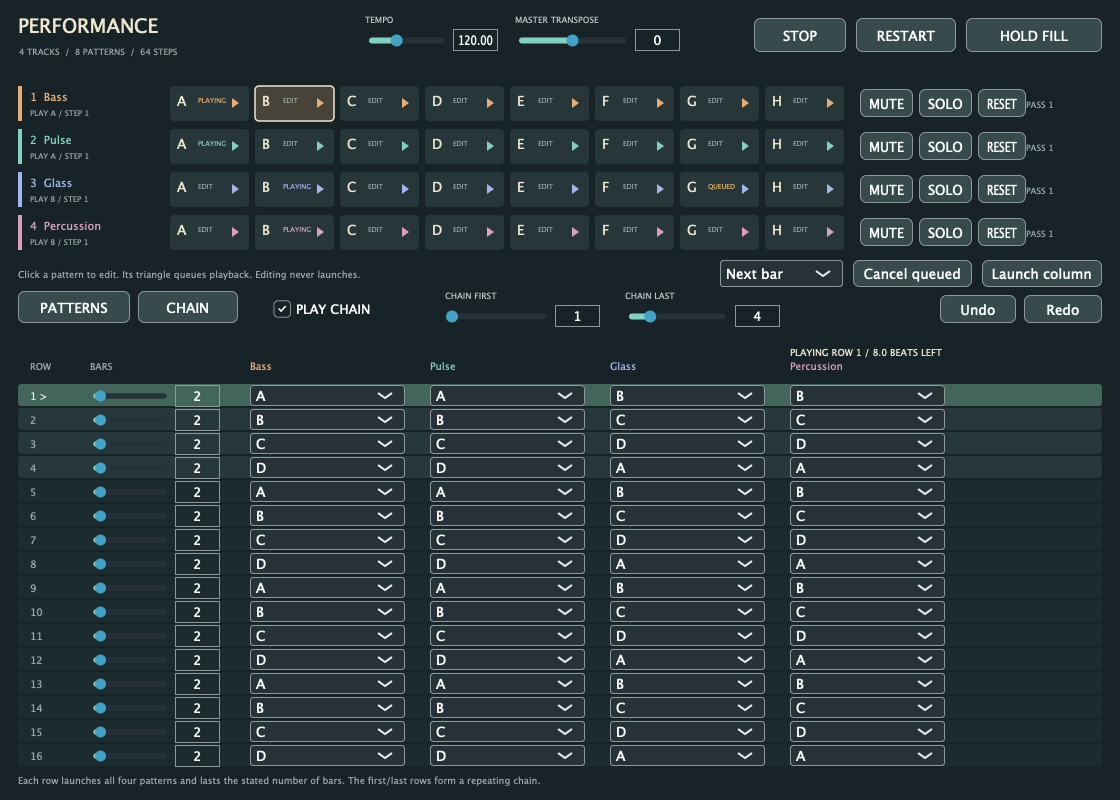 PERFORMANCE
4 TRACKS / 8 PATTERNS / 64 STEPS
TEMPO
120.00
MASTER TRANSPOSE
0
STOP RESTART HOLD FILL
1 Bass
PLAY A / STEP 1
A PLAYING B EDIT C EDIT D EDIT E EDIT F EDIT G EDIT H EDIT
MUTE SOLO RESET PASS 1
2 Pulse
PLAY A / STEP 1
A PLAYING B EDIT C EDIT D EDIT E EDIT F EDIT G EDIT H EDIT
MUTE SOLO RESET PASS 1
3 Glass
PLAY B / STEP 1
A EDIT B PLAYING C EDIT D EDIT E EDIT F EDIT G QUEUED H EDIT
MUTE SOLO RESET PASS 1
4 Percussion
PLAY B / STEP 1
A EDIT B PLAYING C EDIT D EDIT E EDIT F EDIT G EDIT H EDIT
MUTE SOLO RESET PASS 1
Click a pattern to edit. Its triangle queues playback. Editing never launches.
Next bar Cancel queued Launch column
PATTERNS CHAIN PLAY CHAIN
CHAIN FIRST
1
CHAIN LAST
4
Undo Redo
PLAYING ROW 1 / 8.0 BEATS LEFT
ROW BARS Bass Pulse Glass Percussion
1 > 2 A A B B
2 2 B B C C
3 2 C C D D
4 2 D D A A
5 2 A A B B
6 2 B B C C
7 2 C C D D
8 2 D D A A
9 2 A A B B
10 2 B B C C
11 2 C C D D
12 2 D D A A
13 2 A A B B
14 2 B B C C
15 2 C C D D
16 2 D D A A
Each row launches all four patterns and lasts the stated number of bars. The first/last rows form a repeating chain.